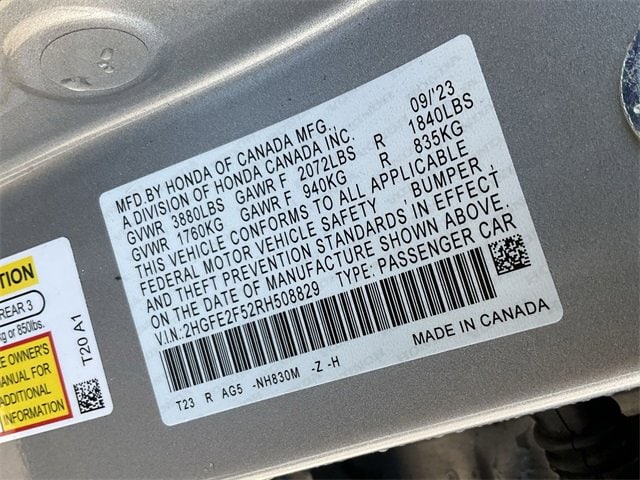 MFD.BY HONDA OF CANADA MFG., 09/'23
A DIVISION OF HONDA CANADA INC.
GVWR 3880LBS GAWR F 2072LBS R 1840LBS
GVWR 1760KG GAWR F 940KG R 835KG
THIS VEHICLE CONFORMS TO ALL APPLICABLE
FEDERAL MOTOR VEHICLE SAFETY , BUMPER ,
AND THEFT PREVENTION STANDARDS IN EFFECT
ON THE DATE OF MANUFACTURE SHOWN ABOVE.
V.I.N:2HGFE2F52RH508829 TYPE: PASSENGER CAR
T23 R AG5 -NH830M -Z -H MADE IN CANADA
REAR 3
or 850lbs.
OWNER'S
FOR
ADDITIONAL
INFORMATION
T20 A1